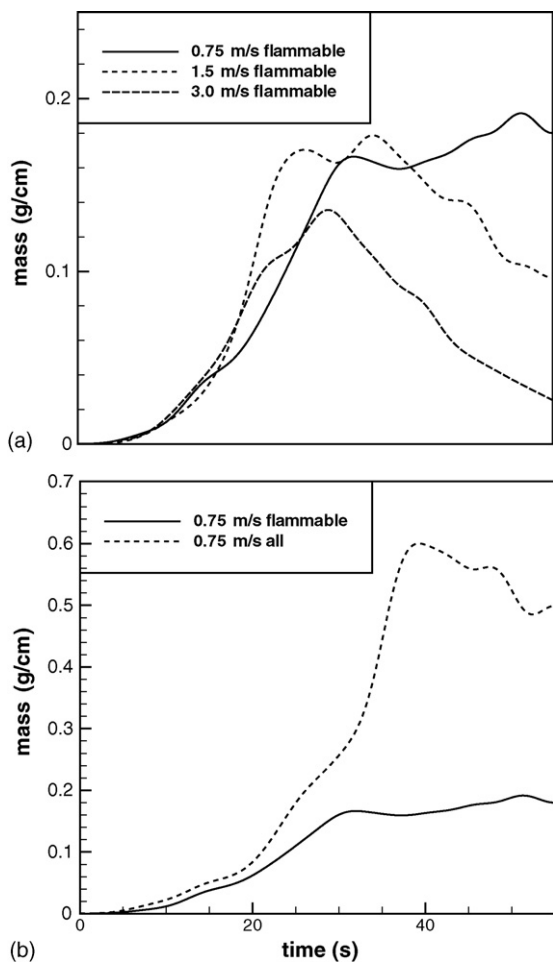 0.75 m/s flammable
1.5 m/s flammable
3.0 m/s flammable
0.2
0.1
0
mass (g/cm)
(a)
0.75 m/s flammable
0.75 m/s all
0.7
0.6
0.5
0.4
0.3
0.2
0.1
0
mass (g/cm)
0 20 40
time (s)
(b)